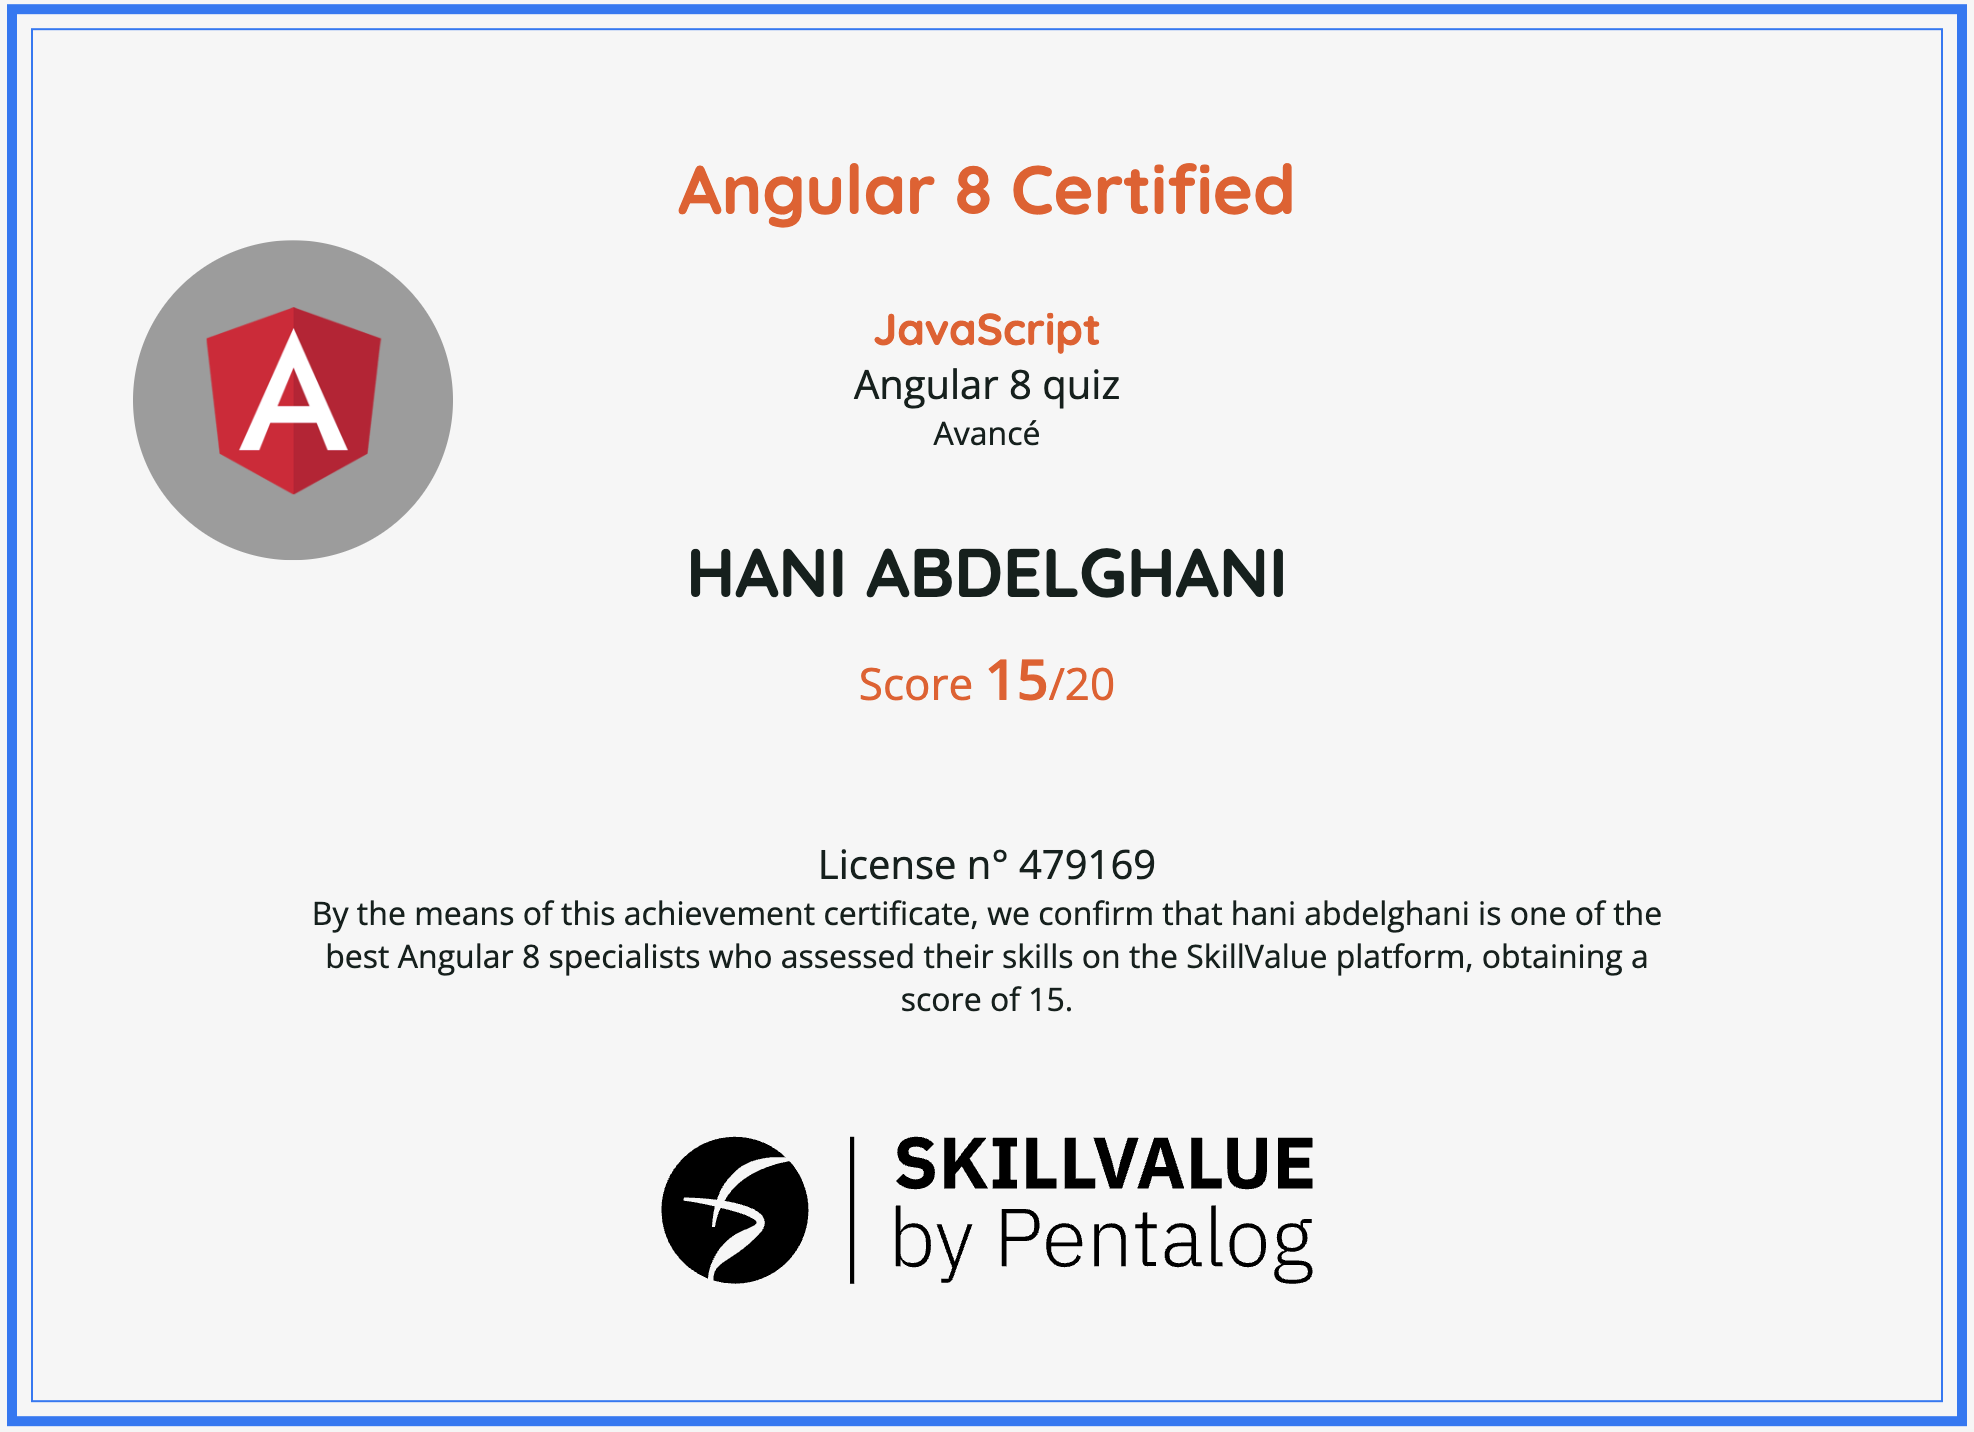 Angular 8 Certified
JavaScript
Angular 8 quiz
Avancé
HANI ABDELGHANI
Score 15/20
License n° 479169
By the means of this achievement certificate, we confirm that hani abdelghani is one of the
best Angular 8 specialists who assessed their skills on the SkillValue platform, obtaining a
score of 15.
SKILLVALUE
by Pentalog